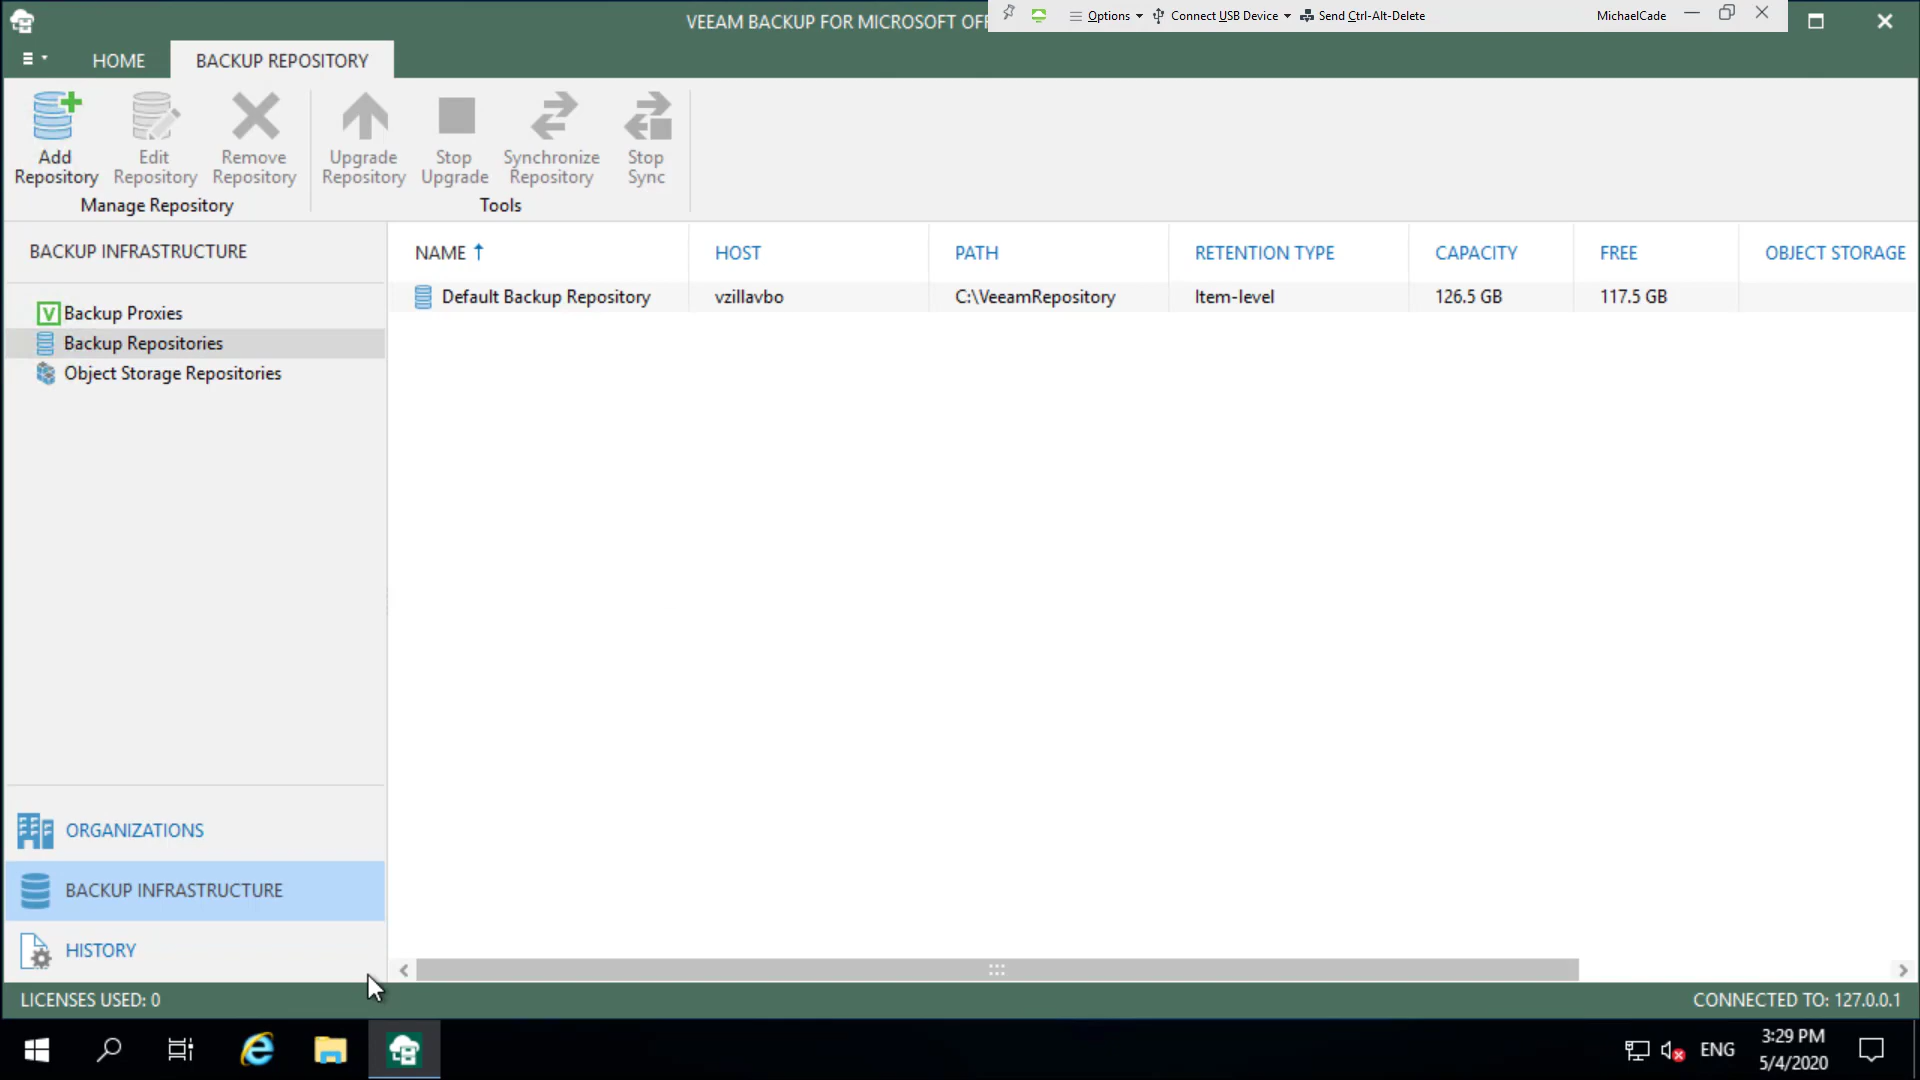 VEEAM BACKUP FOR MICROSOFT OFF
Options
Connect USB Device
Send Ctrl-Alt-Delete
MichaelCade
HOME
BACKUP REPOSITORY
Add
Repository
Edit
Repository
Remove
Repository
Manage Repository
Upgrade
Repository
Stop
Upgrade
Synchronize
Repository
Stop
Sync
Tools
BACKUP INFRASTRUCTURE
V Backup Proxies
Backup Repositories
Object Storage Repositories
NAME HOST PATH RETENTION TYPE CAPACITY FREE OBJECT STORAGE
Default Backup Repository vzillavbo C:\VeeamRepository Item-level 126.5 GB 117.5 GB
ORGANIZATIONS
BACKUP INFRASTRUCTURE
HISTORY
LICENSES USED: 0
CONNECTED TO: 127.0.0.1
ENG
3:29 PM
5/4/2020